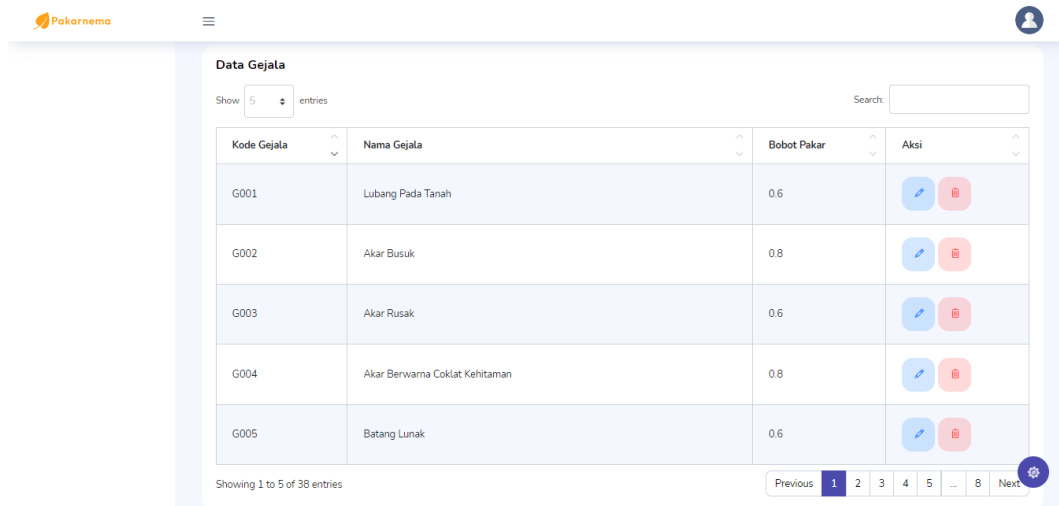 Pakarnema
Data Gejala
Show 5 entries
Search:
Kode Gejala Nama Gejala Bobot Pakar Aksi
G001 Lubang Pada Tanah 0.6
G002 Akar Busuk 0.8
G003 Akar Rusak 0.6
G004 Akar Berwarna Coklat Kehitaman 0.8
G005 Batang Lunak 0.6
Showing 1 to 5 of 38 entries
Previous 1 2 3 4 5 ... 8 Next